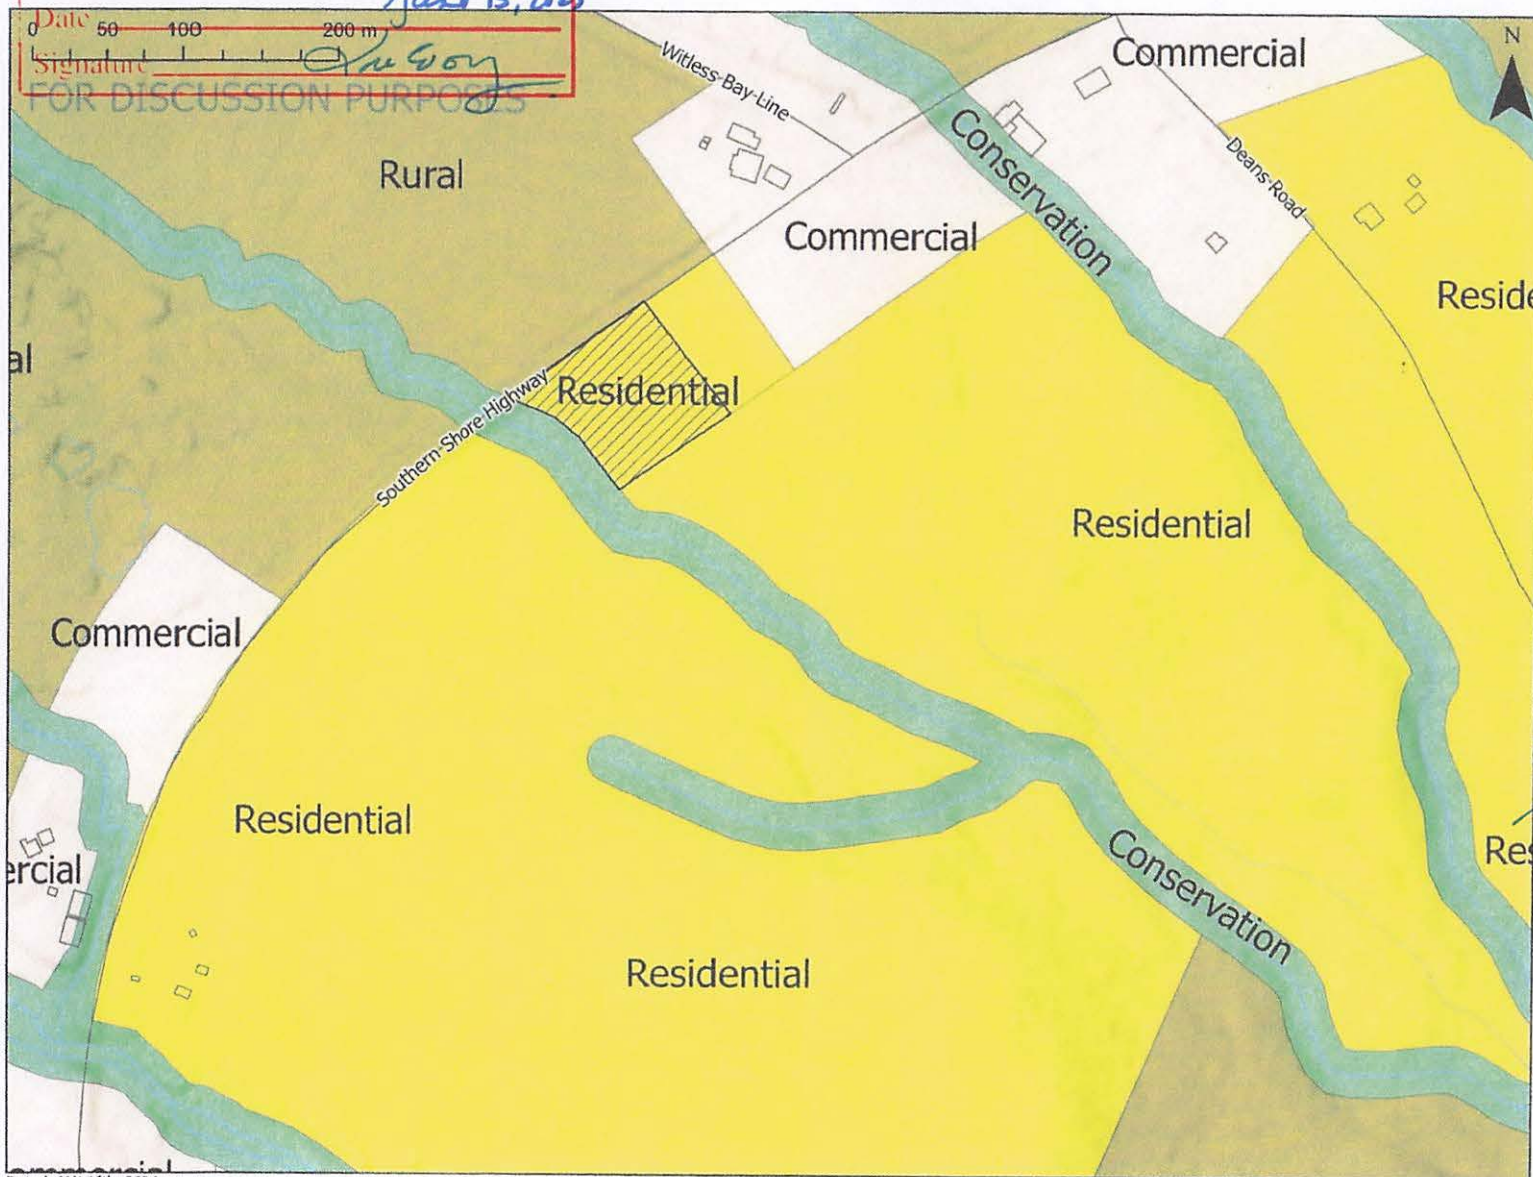 Date
0 50 100 200 m
Signature
FOR DISCUSSION PURPOSES
N
Witless-Bay-Line
Commercial
Rural
Conservation
Deans-Road
Commercial
Reside
al
Residential
Southern-Shore Highway
Residential
Commercial
Residential
ercial
Conservation
Res
Residential
ommercial